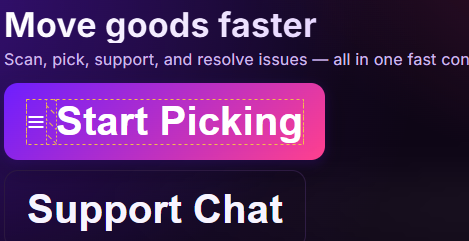 Move goods faster
Scan, pick, support, and resolve issues — all in one fast con
Start Picking
Support Chat